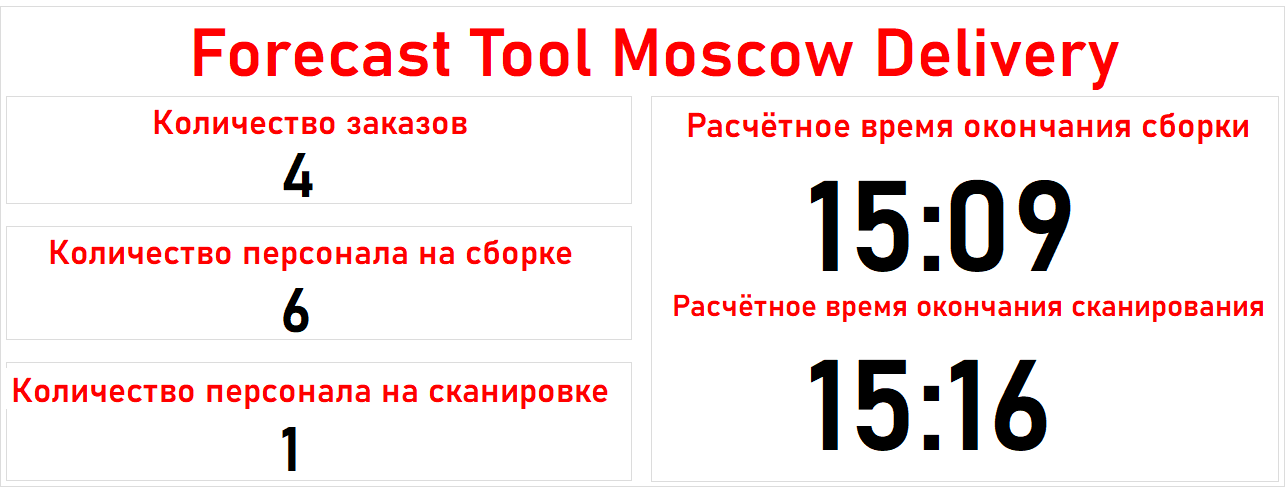 Forecast Tool Moscow Delivery
Количество заказов
4
Количество персонала на сборке
6
Количество персонала на сканировке
1
Расчётное время окончания сборки
15:09
Расчётное время окончания сканирования
15:16